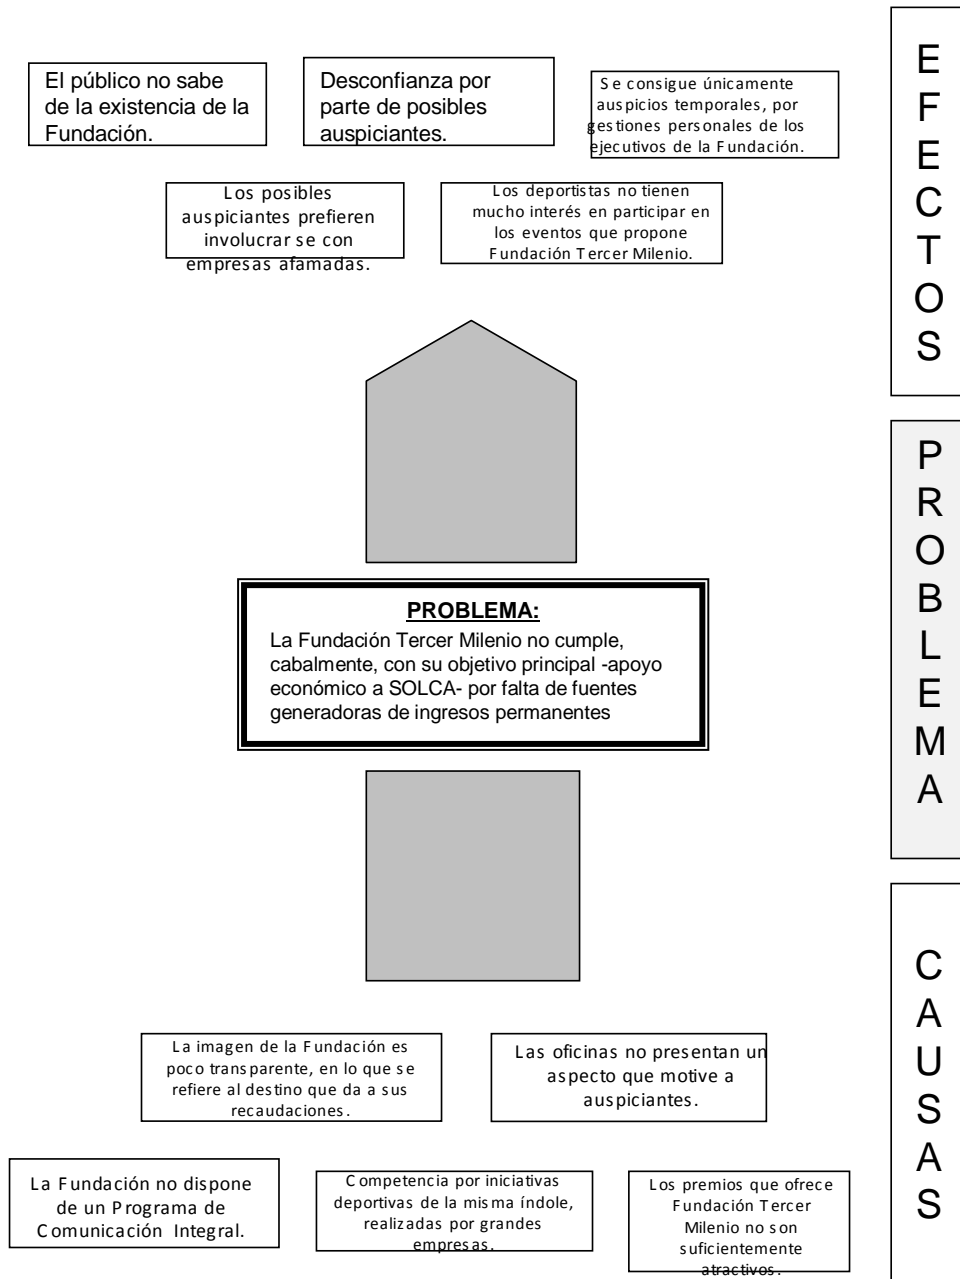 El público no sabe
de la existencia de la
Fundación.
Desconfianza por
parte de posibles
auspiciantes.
Se consigue únicamente
auspicios temporales, por
gestiones personales de los
ejecutivos de la Fundación.
Los posibles
auspiciantes prefieren
involucrar se con
empresas afamadas.
Los deportistas no tienen
mucho interés en participar en
los eventos que propone
Fundación Tercer Milenio.
E
F
E
C
T
O
S
PROBLEMA:
La Fundación Tercer Milenio no cumple,
cabalmente, con su objetivo principal -apoyo
económico a SOLCA- por falta de fuentes
generadoras de ingresos permanentes
P
R
O
B
L
E
M
A
La imagen de la Fundación es
poco transparente, en lo que se
refiere al destino que da a sus
recaudaciones.
Las oficinas no presentan un
aspecto que motive a
auspiciantes.
La Fundación no dispone
de un Programa de
Comunicación Integral.
Competencia por iniciativas
deportivas de la misma índole,
realizadas por grandes
empresas.
Los premios que ofrece
Fundación Tercer
Milenio no son
suficientemente
atractivos.
C
A
U
S
A
S